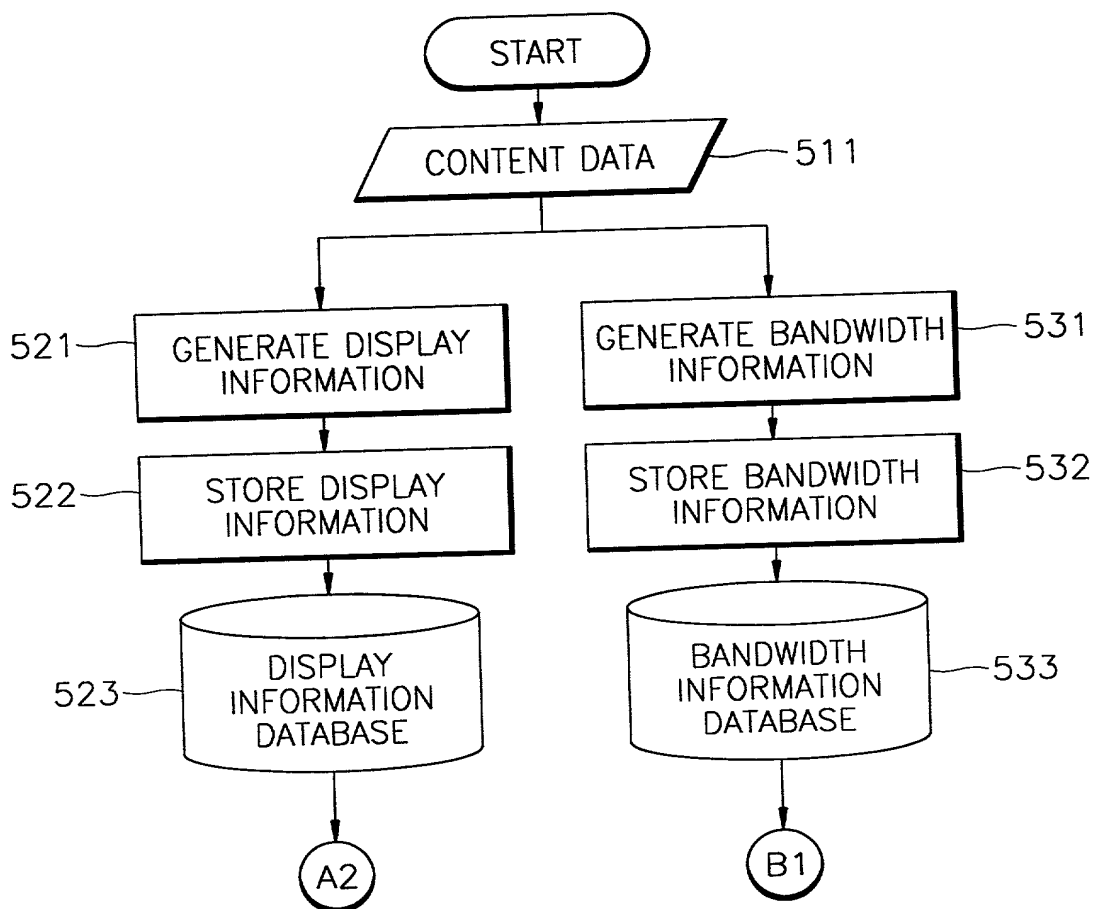 START
CONTENT DATA
511
521
GENERATE DISPLAY
INFORMATION
GENERATE BANDWIDTH
INFORMATION
531
522
STORE DISPLAY
INFORMATION
STORE BANDWIDTH
INFORMATION
532
523
DISPLAY
INFORMATION
DATABASE
BANDWIDTH
INFORMATION
DATABASE
533
A2
B1